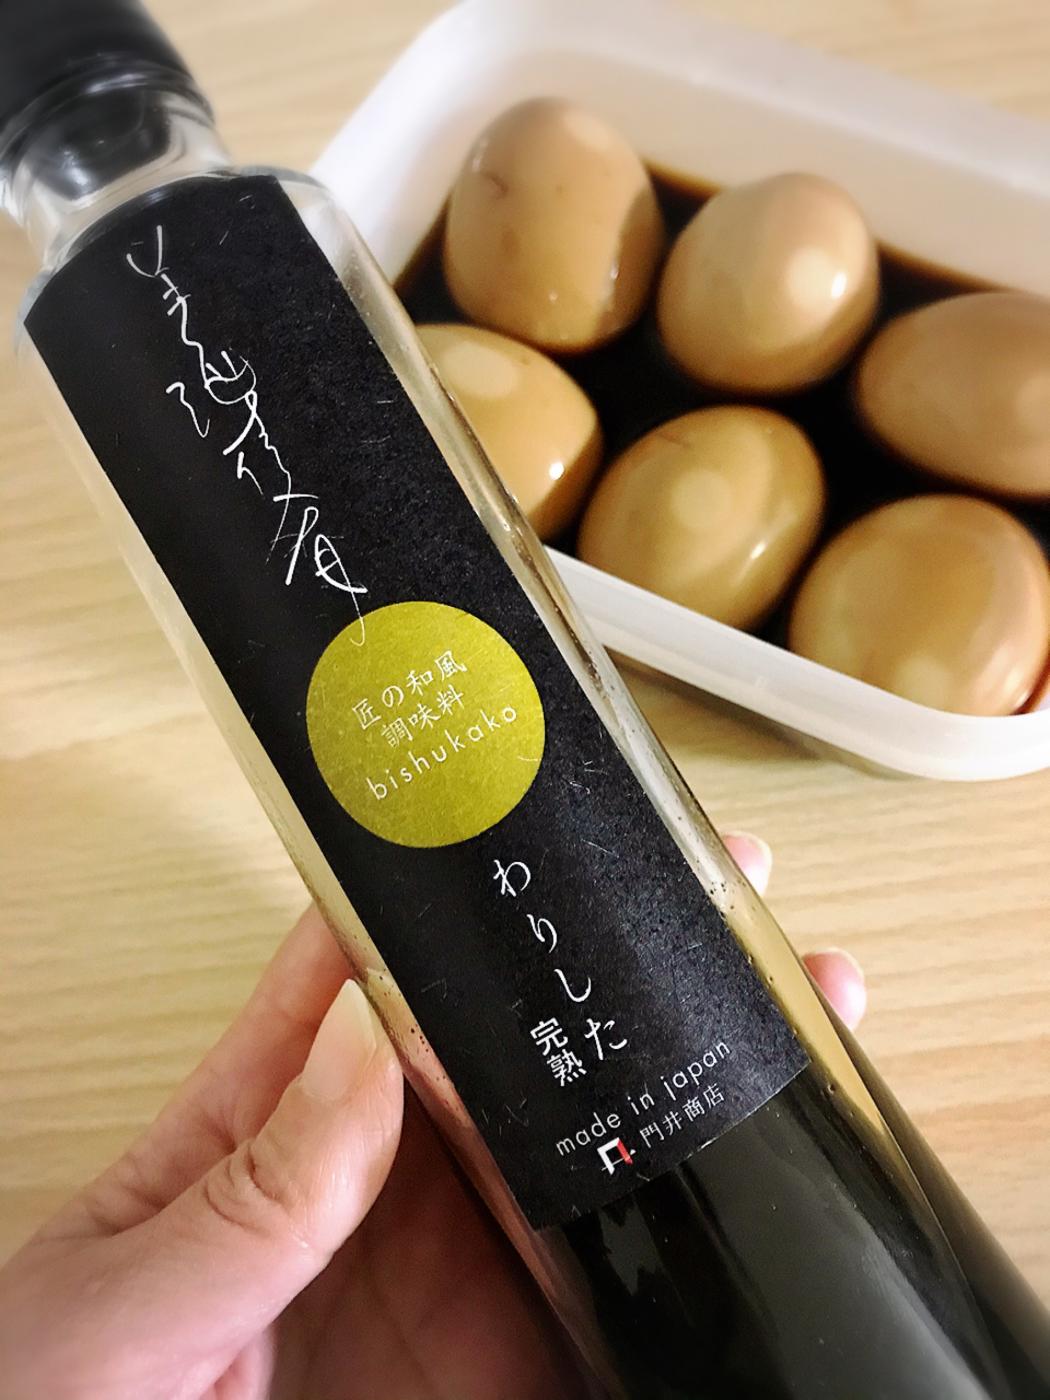 匠の和風
調味料
bishukako
わりした
完熟
made in japan
門井商店